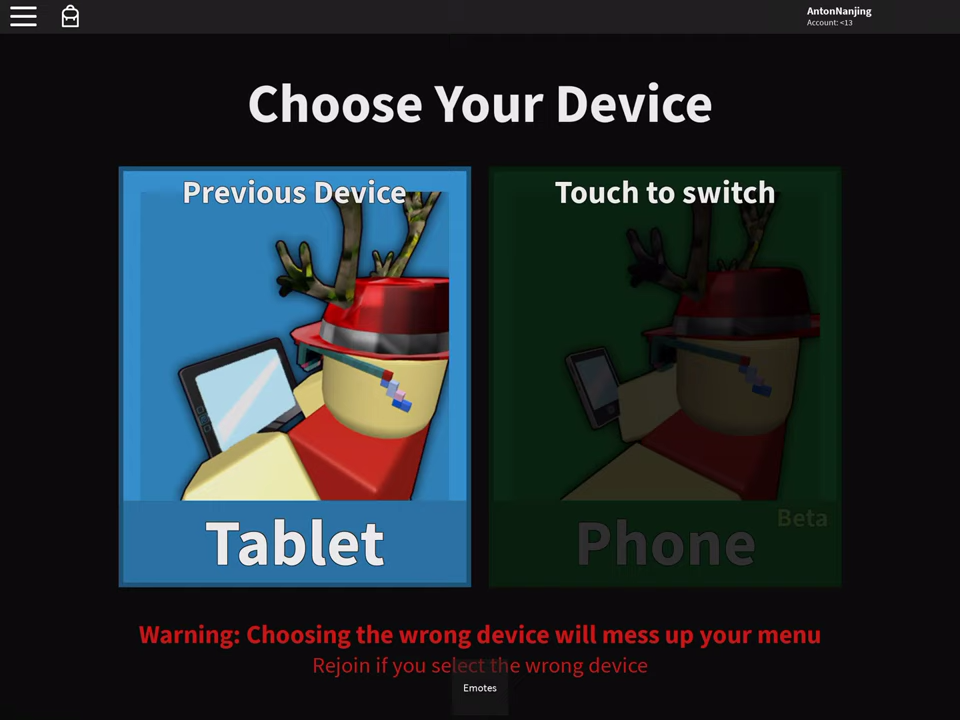 AntonNanjing
Account: <13
Choose Your Device
Previous Device
Touch to switch
Tablet
Beta
Phone
Warning: Choosing the wrong device will mess up your menu
Rejoin if you select the wrong device
Emotes